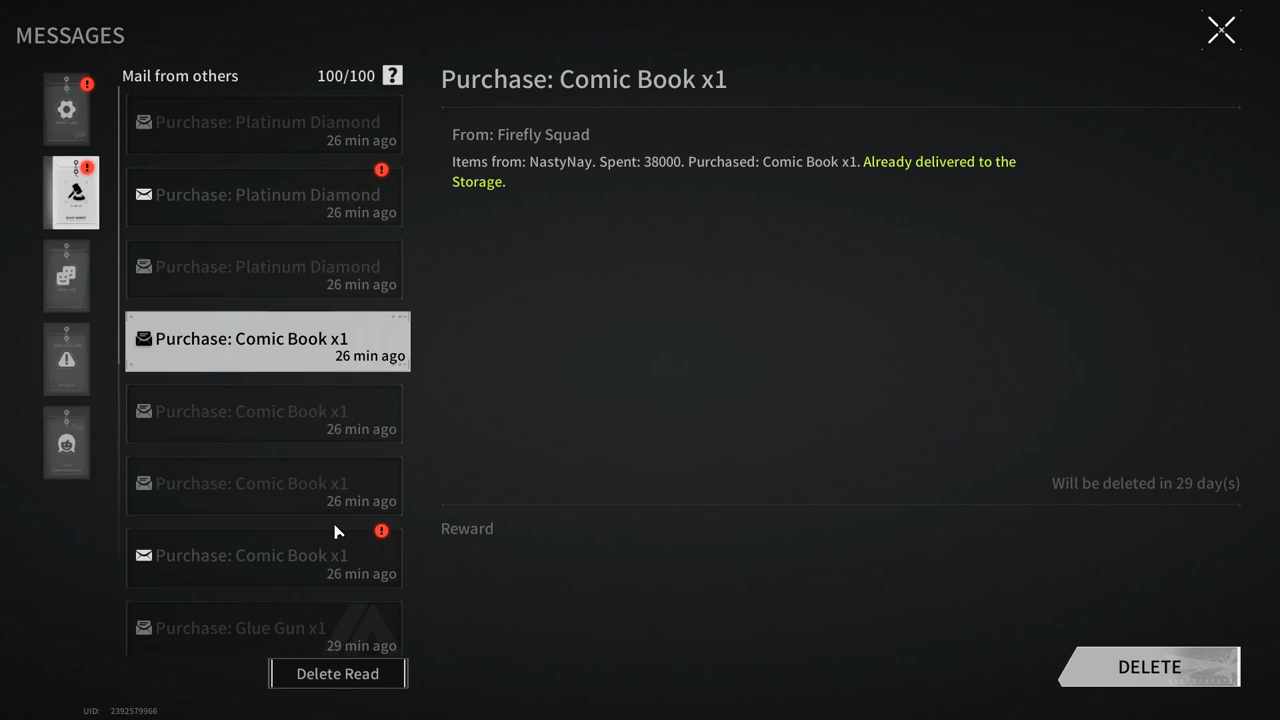 MESSAGES
Mail from others 100/100 ?
Purchase: Platinum Diamond
26 min ago
Purchase: Platinum Diamond
26 min ago
Purchase: Platinum Diamond
26 min ago
Purchase: Comic Book x1
26 min ago
Purchase: Comic Book x1
26 min ago
Purchase: Comic Book x1
26 min ago
Purchase: Comic Book x1
26 min ago
Purchase: Glue Gun x1
29 min ago
Delete Read
Purchase: Comic Book x1
From: Firefly Squad
Items from: NastyNay. Spent: 38000. Purchased: Comic Book x1. Already delivered to the
Storage.
Will be deleted in 29 day(s)
Reward
DELETE
UID: 2392579966